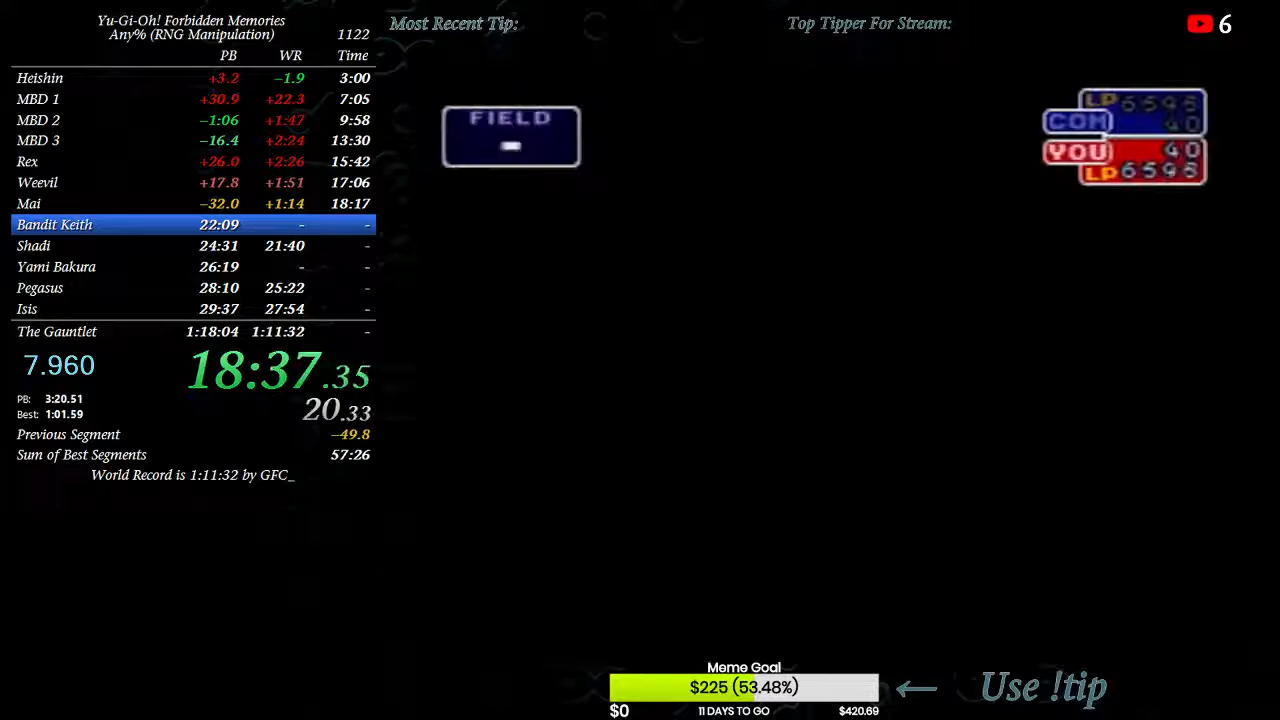 Yu-Gi-Oh! Forbidden Memories
Any% (RNG Manipulation) 1122
PB WR Time
Heishin +3.2 −1.9 3:00
MBD 1 +30.9 +22.3 7:05
MBD 2 −1:06 +1:47 9:58
MBD 3 −16.4 +2:24 13:30
Rex +26.0 +2:26 15:42
Weevil +17.8 +1:51 17:06
Mai −32.0 +1:14 18:17
Bandit Keith 22:09 - -
Shadi 24:31 21:40 -
Yami Bakura 26:19 - -
Pegasus 28:10 25:22 -
Isis 29:37 27:54 -
The Gauntlet 1:18:04 1:11:32 -
7.960 18:37.35
PB: 3:20.51
Best: 1:01.59
20.33
Previous Segment −49.8
Sum of Best Segments 57:26
World Record is 1:11:32 by GFC_
Most Recent Tip:
Top Tipper For Stream:
6
FIELD
LP
COM 40
YOU 40
LP
Meme Goal
$225 (53.48%)
$0 11 DAYS TO GO $420.69
← Use !tip